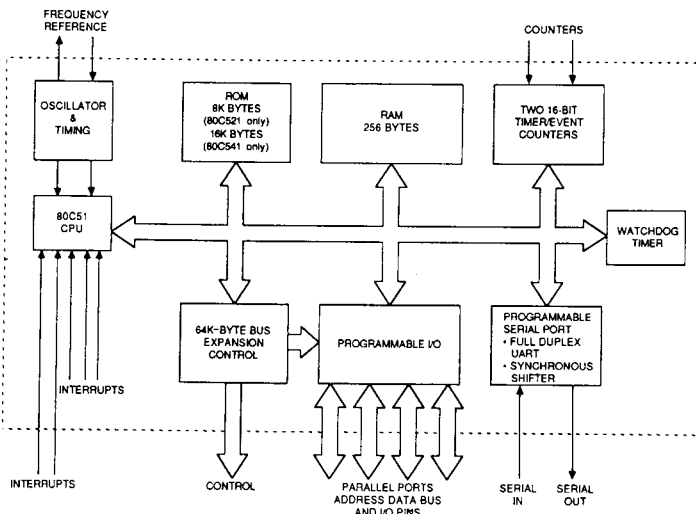 FREQUENCY
REFERENCE
COUNTERS
OSCILLATOR
&
TIMING
ROM
8K BYTES
(80C521 only)
16K BYTES
(80C541 only)
RAM
256 BYTES
TWO 16-BIT
TIMER/EVENT
COUNTERS
80C51
CPU
WATCHDOG
TIMER
64K-BYTE BUS
EXPANSION
CONTROL
PROGRAMMABLE I/O
PROGRAMMABLE
SERIAL PORT
• FULL DUPLEX
UART
• SYNCHRONOUS
SHIFTER
INTERRUPTS
INTERRUPTS
CONTROL
PARALLEL PORTS
ADDRESS DATA BUS
AND I/O PINS
SERIAL
IN
SERIAL
OUT